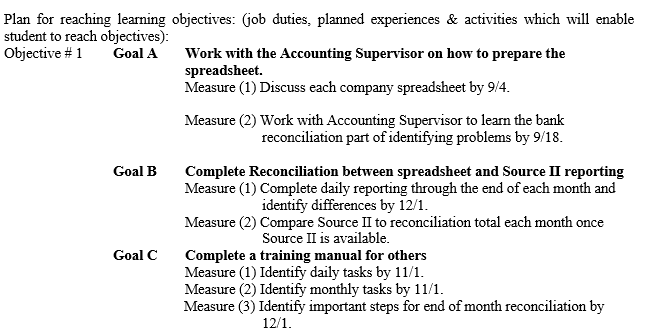 Plan for reaching learning objectives: (job duties, planned experiences & activities which will enable
student to reach objectives):
Objective # 1 Goal A Work with the Accounting Supervisor on how to prepare the
spreadsheet.
Measure (1) Discuss each company spreadsheet by 9/4.
Measure (2) Work with Accounting Supervisor to learn the bank
reconciliation part of identifying problems by 9/18.
Goal B Complete Reconciliation between spreadsheet and Source II reporting
Measure (1) Complete daily reporting through the end of each month and
identify differences by 12/1.
Measure (2) Compare Source II to reconciliation total each month once
Source II is available.
Goal C Complete a training manual for others
Measure (1) Identify daily tasks by 11/1.
Measure (2) Identify monthly tasks by 11/1.
Measure (3) Identify important steps for end of month reconciliation by
12/1.